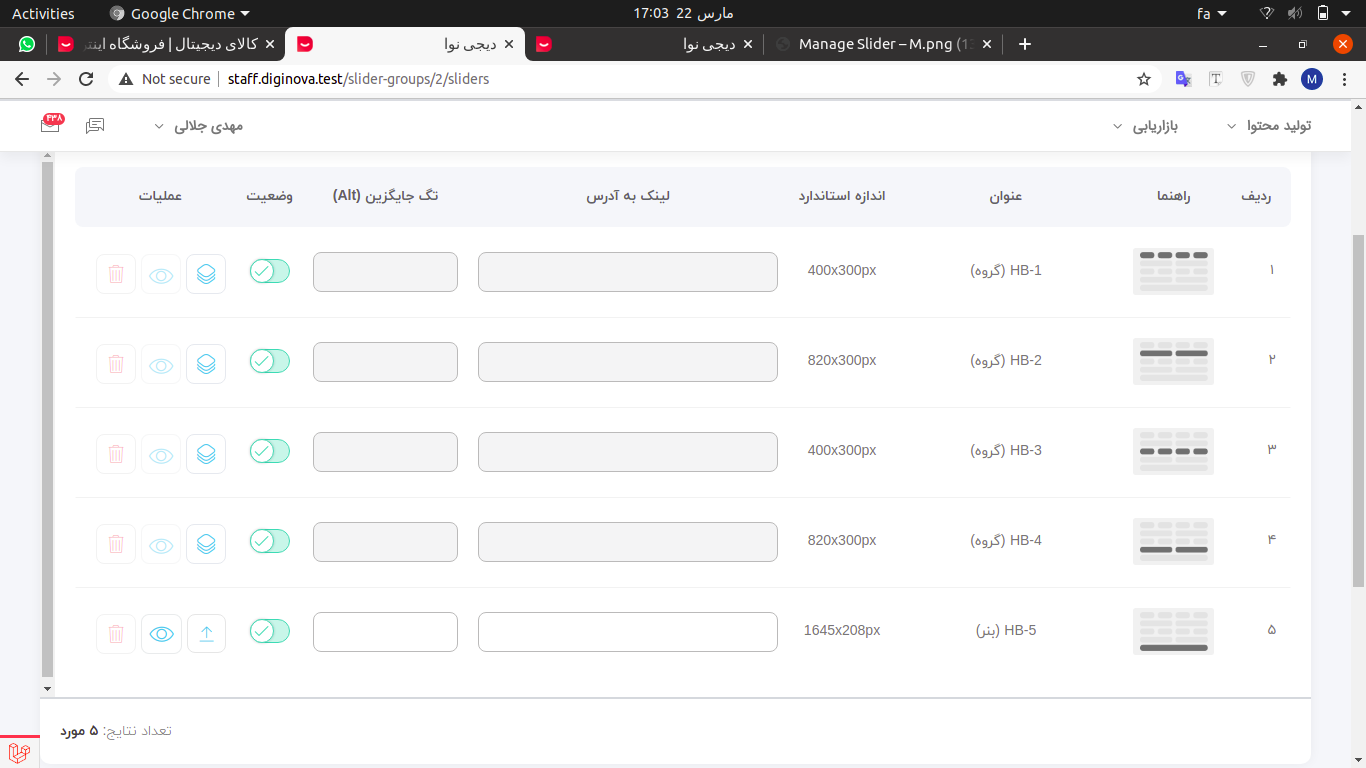 Activities
Google Chrome
مارس 22 17:03
fa
کالای دیجیتال | فروشگاه اینتر
دیجی نوا
دیجی نوا
Manage Slider – M.png (13
Not secure
staff.diginova.test/slider-groups/2/sliders
M
تولید محتوا
بازاریابی
مهدی جلالی
۴۳۸
ردیف راهنما عنوان اندازه استاندارد لینک به آدرس تگ جایگزین (Alt) وضعیت عملیات
۱ HB-1 (گروه) 400x300px
۲ HB-2 (گروه) 820x300px
۳ HB-3 (گروه) 400x300px
۴ HB-4 (گروه) 820x300px
۵ HB-5 (بنر) 1645x208px
تعداد نتایج: ۵ مورد